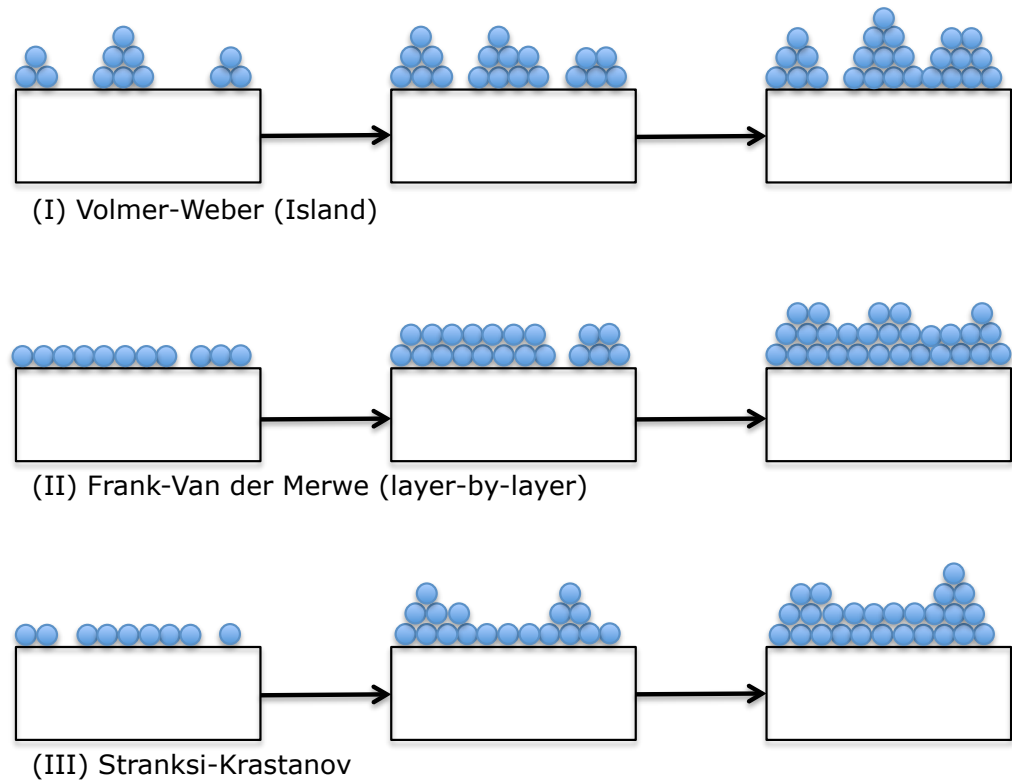 (I) Volmer-Weber (Island)
(II) Frank-Van der Merwe (layer-by-layer)
(III) Stranksi-Krastanov